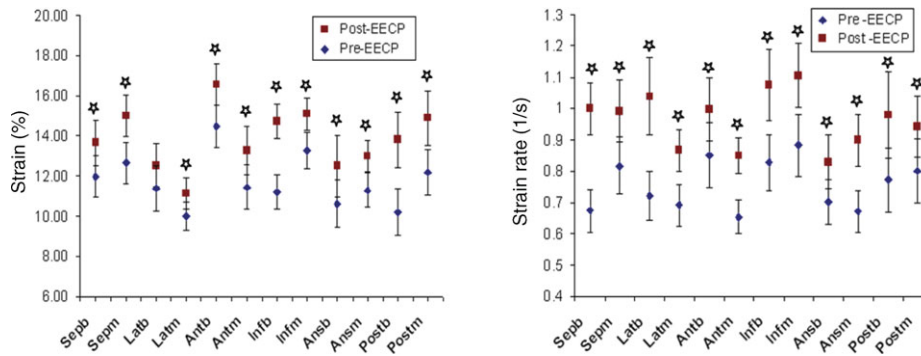 20.00
18.00
16.00
14.00
12.00
10.00
8.00
6.00
Strain (%)
Post-EECP
Pre-EECP
Sepb
Sepm
Latb
Latm
Antb
Antm
Infb
Infm
Ansb
Ansm
Postb
Postm
1.3
1.2
1.1
1
0.9
0.8
0.7
0.6
0.5
0.4
Strain rate (1/s)
Pre -EECP
Post -EECP
Sepb
Sepm
Latb
Latm
Antb
Antm
Infb
Infm
Ansb
Ansm
Postb
Postm